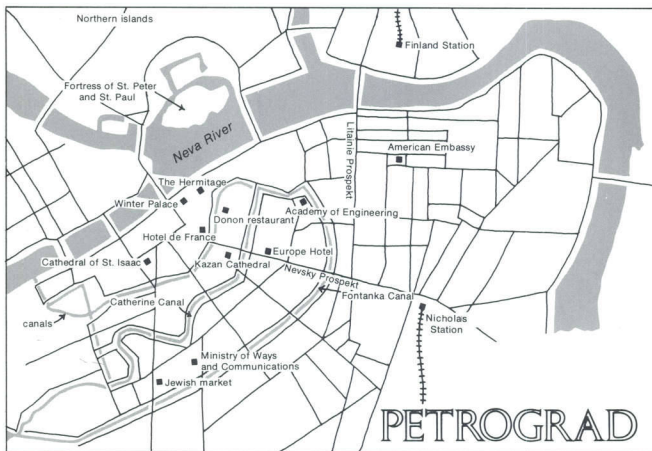 Northern islands
Finland Station
Fortress of St. Peter
and St. Paul
Neva River
Litainie Prospekt
American Embassy
The Hermitage
Winter Palace
Donon restaurant
Academy of Engineering
Hotel de France
Europe Hotel
Cathedral of St. Isaac
Kazan Cathedral
Nevsky Prospekt
Catherine Canal
Fontanka Canal
canals
Nicholas
Station
Ministry of Ways
and Communications
Jewish market
PETROGRAD